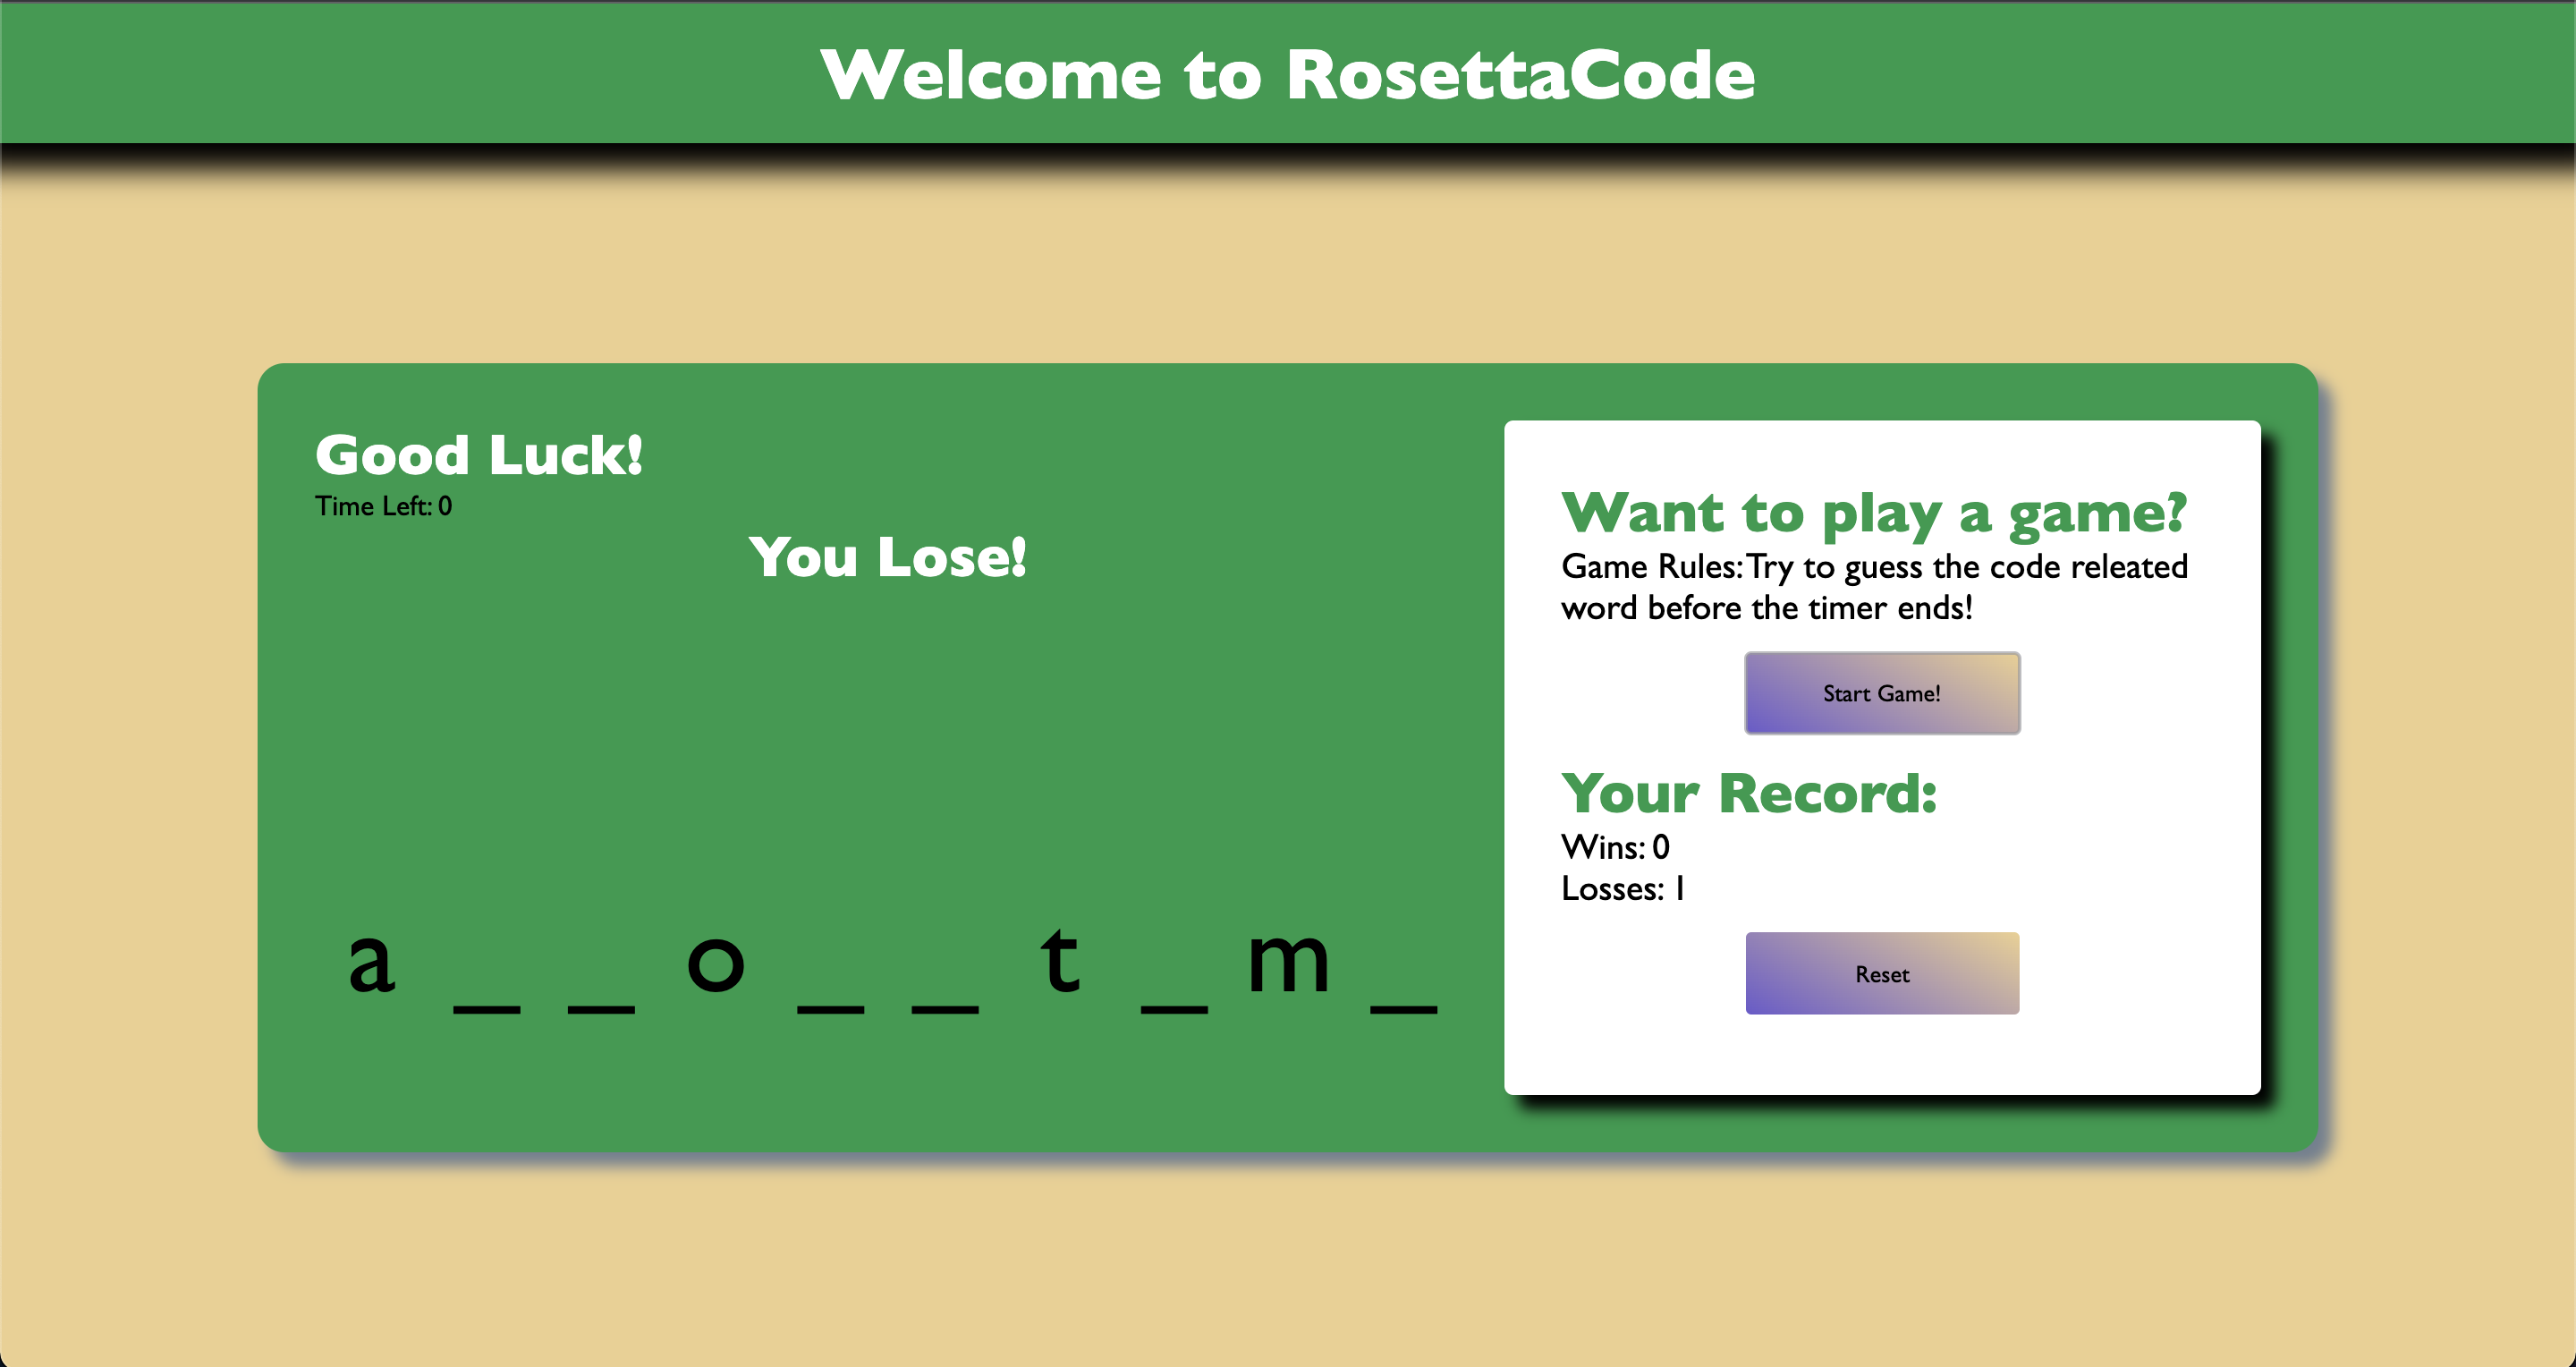 Welcome to RosettaCode
Good Luck!
Time Left: 0
You Lose!
a _ _ o _ _ t _ m _
Want to play a game?
Game Rules: Try to guess the code releated
word before the timer ends!
Start Game!
Your Record:
Wins: 0
Losses: 1
Reset